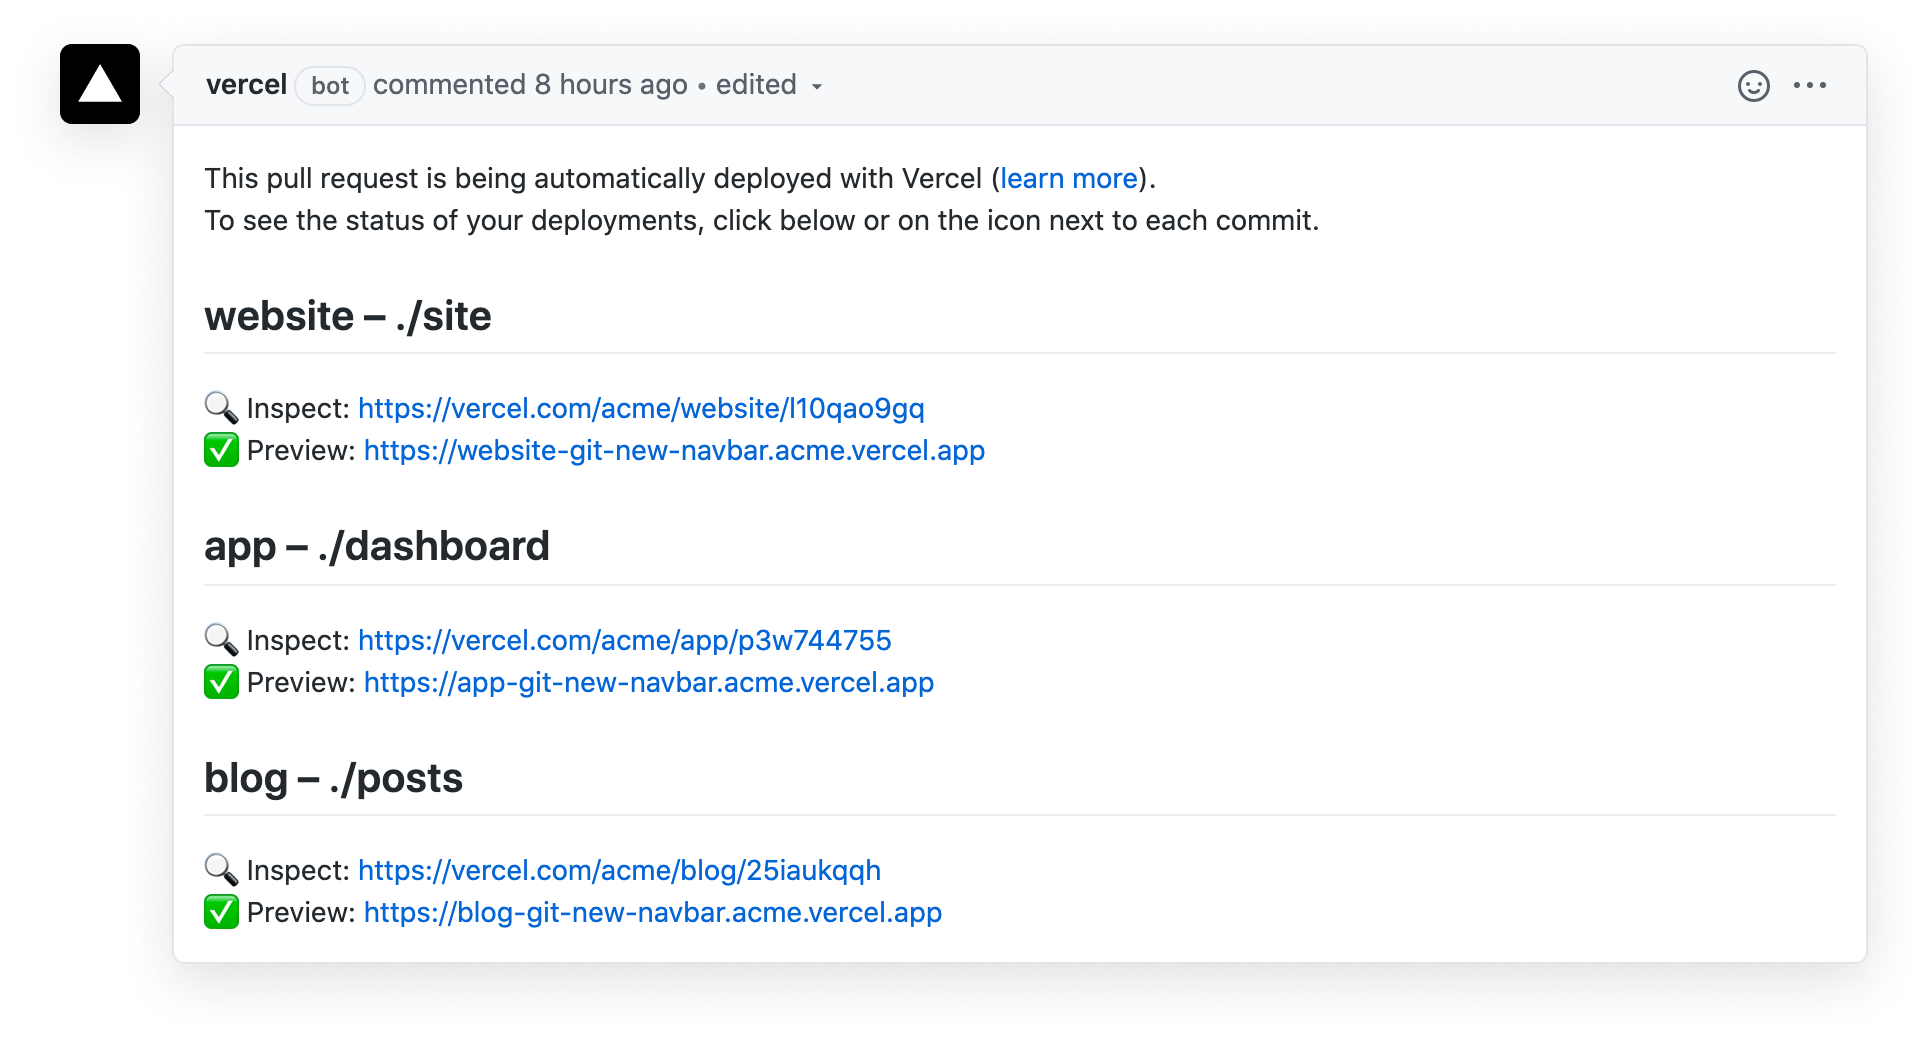 vercel bot commented 8 hours ago • edited
This pull request is being automatically deployed with Vercel (learn more).
To see the status of your deployments, click below or on the icon next to each commit.
website – ./site
🔍 Inspect: https://vercel.com/acme/website/l10qao9gq
✅ Preview: https://website-git-new-navbar.acme.vercel.app
app – ./dashboard
🔍 Inspect: https://vercel.com/acme/app/p3w744755
✅ Preview: https://app-git-new-navbar.acme.vercel.app
blog – ./posts
🔍 Inspect: https://vercel.com/acme/blog/25iaukqqh
✅ Preview: https://blog-git-new-navbar.acme.vercel.app